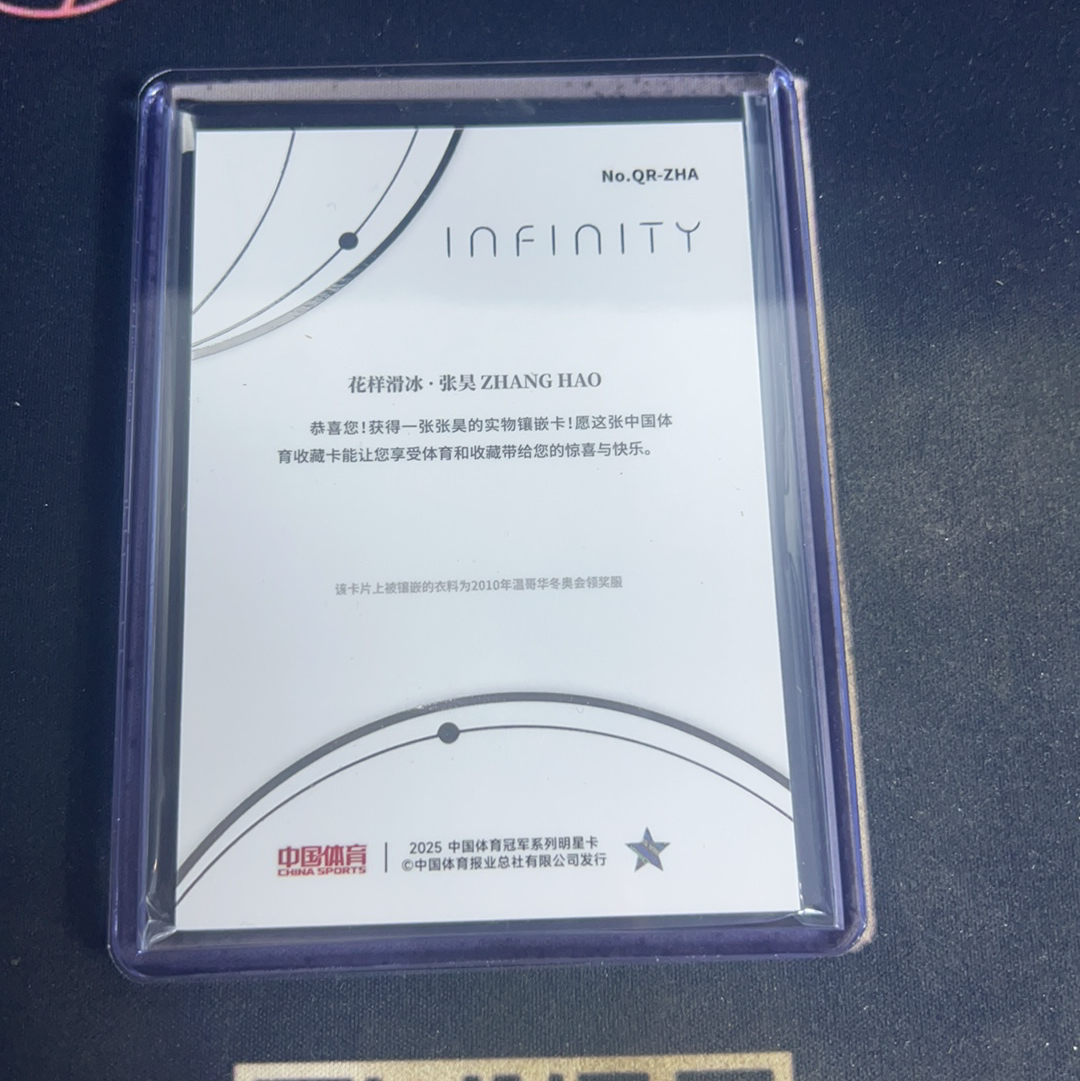 No.QR-ZHA
INFINITY
花样滑冰·张昊 ZHANG HAO
恭喜您!获得一张张昊的实物镶嵌卡!愿这张中国体
育收藏卡能让您享受体育和收藏带给您的惊喜与快乐。
该卡片上被镶嵌的衣料为2010年温哥华冬奥会领奖服
中国体育
CHINA SPORTS
2025 中国体育冠军系列明星卡
©中国体育报业总社有限公司发行